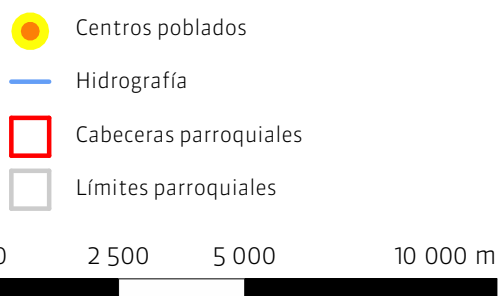 Centros poblados
Hidrografía
Cabeceras parroquiales
Límites parroquiales
0 2 500 5 000 10 000 m